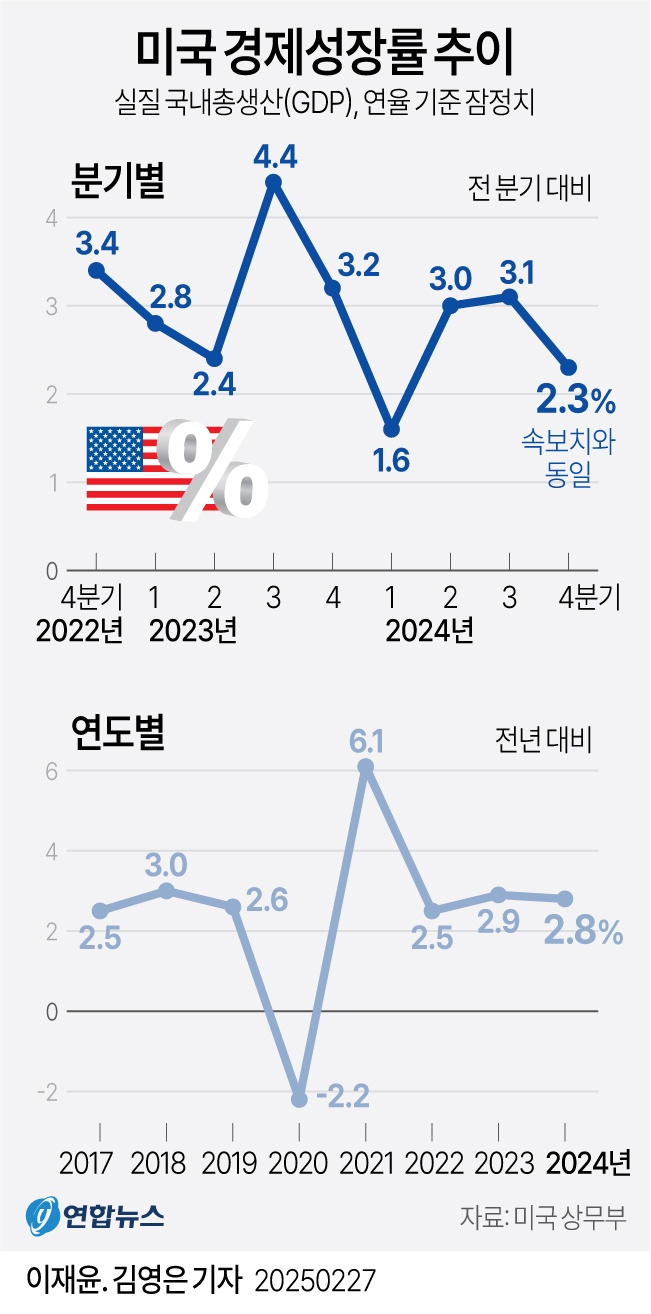 미국 경제성장률 추이
실질 국내총생산(GDP), 연율 기준 잠정치
분기별
전 분기 대비
4.4
4
3.4
3.2
3.0
3.1
2.8
3
2.4
2.3%
2
속보치와
동일
1.6
%
1
0
4분기 1 2 3 4 1 2 3 4분기
2022년 2023년 2024년
연도별
전년 대비
6.1
6
4
3.0
2.6
2.5
2.5
2.9
2.8%
2
0
-2
-2.2
2017 2018 2019 2020 2021 2022 2023 2024년
y 연합뉴스
자료: 미국 상무부
이재윤. 김영은 기자 20250227